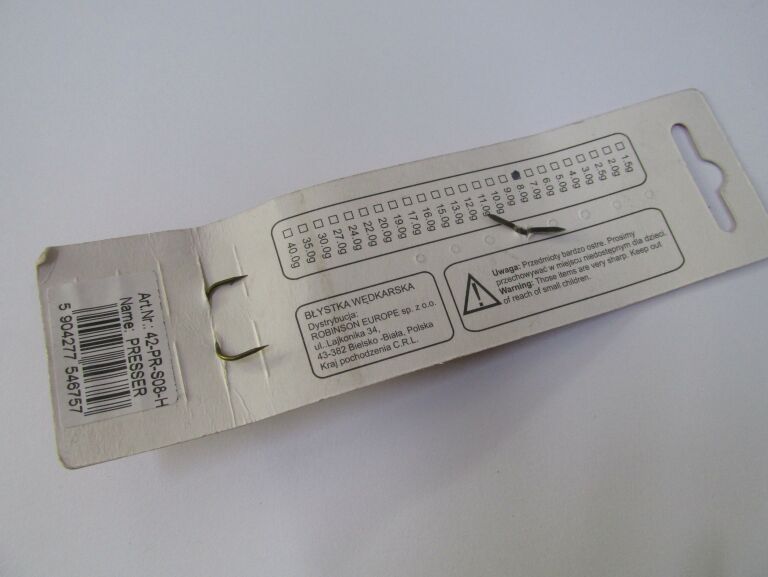 1.5g
2.0g
2.5g
3.0g
4.0g
5.0g
6.0g
7.0g
8.0g
9.0g
10.0g
11.0g
12.0g
13.0g
15.0g
16.0g
17.0g
19.0g
20.0g
22.0g
24.0g
27.0g
30.0g
35.0g
40.0g
Uwaga: Przedmioty bardzo ostre. Prosimy
przechowywać w miejscu niedostępnym dla dzieci.
Warning: Those items are very sharp. Keep out
of reach of small children.
BŁYSTKA WĘDKARSKA
Dystrybucja:
ROBINSON EUROPE sp. z o.o.
ul. Lajkonika 34,
43-382 Bielsko -Biała, Polska
Kraj pochodzenia C.R.L.
Art.Nr.: 42-PR-S08-H
Name: PRESSER
5 904277 546757